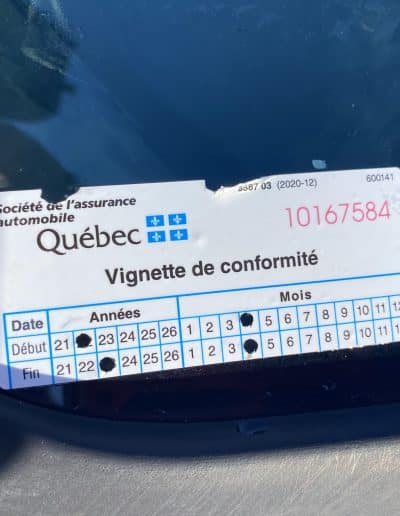 Société de l'assurance
automobile
Québec
03 (2020-12)
600141
10167584
Vignette de conformité
Date Années Mois
Début 21 23 24 25 26 1 2 3 5 6 7 8 9 10 11
Fin 21 22 24 25 26 1 2 3 5 6 7 8 9 10 11